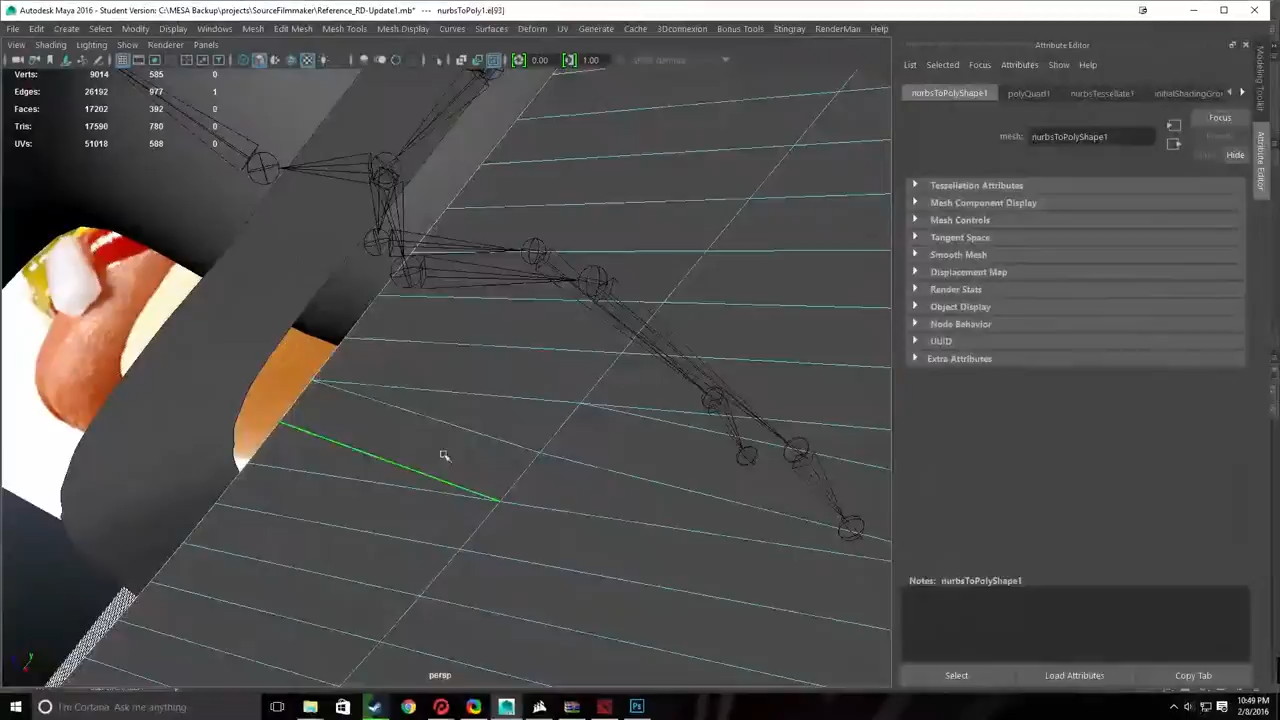 Autodesk Maya 2016 - Student Version: C:\MESA Backup\projects\SourceFilmmaker\Reference_RD-Update1.mb* --- nurbsToPoly1.e[93]
File Edit Create Select Modify Display Windows Mesh Edit Mesh Mesh Tools Mesh Display Curves Surfaces Deform UV Generate Cache 3Dconnexion Bonus Tools Stingray RenderMan Help
View Shading Lighting Show Renderer Panels
0.00 1.00
Verts: 9014 585 0
Edges: 26192 977 1
Faces: 17202 392 0
Tris: 17590 780 0
UVs: 51018 588 0
persp
Attribute Editor
List Selected Focus Attributes Show Help
nurbsToPolyShape1 polyQuad1 nurbsTessellate1 initialShadingGro
mesh: nurbsToPolyShape1
Focus
Hide
Tessellation Attributes
Mesh Component Display
Mesh Controls
Tangent Space
Smooth Mesh
Displacement Map
Render Stats
Object Display
Node Behavior
UUID
Extra Attributes
Notes: nurbsToPolyShape1
Select Load Attributes Copy Tab
Modeling Toolkit
Attribute Editor
y
I'm Cortana. Ask me anything.
10:49 PM
2/8/2016